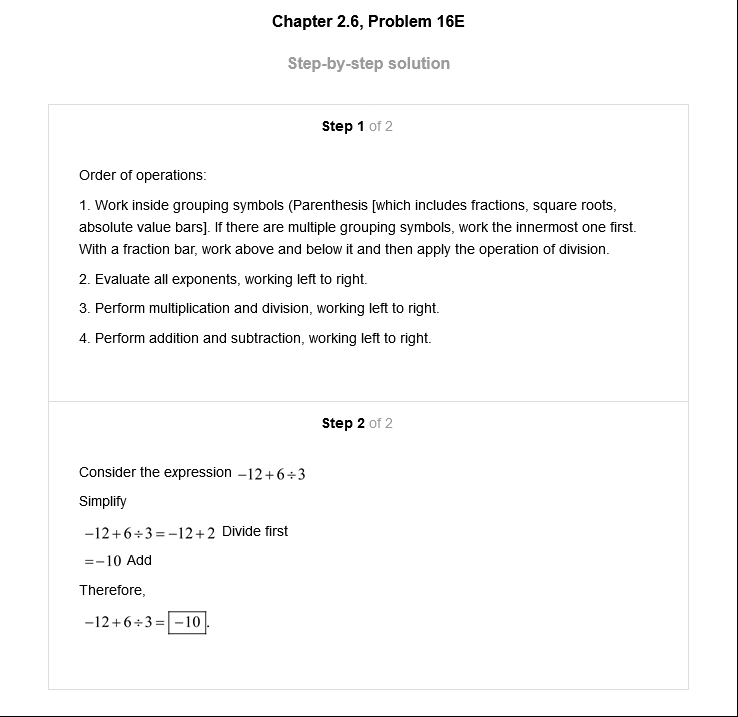 Chapter 2.6, Problem 16E
Step-by-step solution
Step 1 of 2
Order of operations:
1. Work inside grouping symbols (Parenthesis [which includes fractions, square roots,
absolute value bars]. If there are multiple grouping symbols, work the innermost one first.
With a fraction bar, work above and below it and then apply the operation of division.
2. Evaluate all exponents, working left to right.
3. Perform multiplication and division, working left to right.
4. Perform addition and subtraction, working left to right.
Step 2 of 2
Consider the expression −12+6÷3
Simplify
−12+6÷3=−12+2 Divide first
=−10 Add
Therefore,
−12+6÷3= −10.